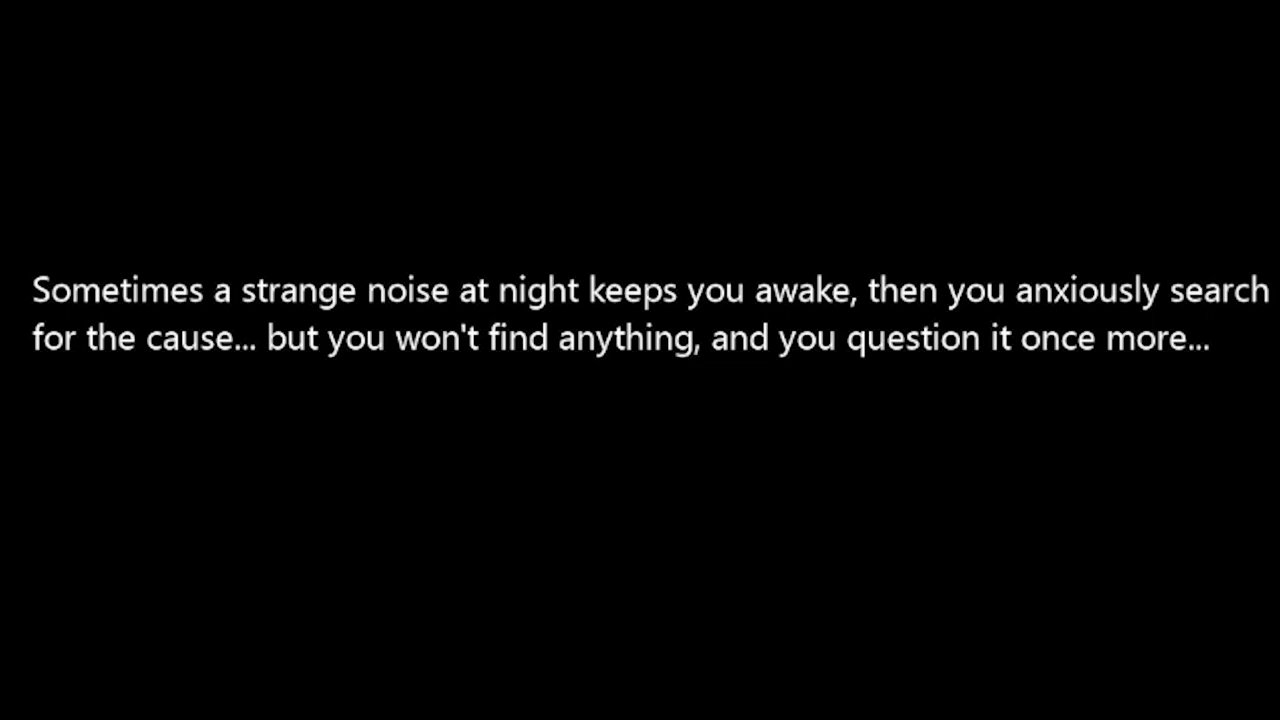 Sometimes a strange noise at night keeps you awake, then you anxiously search
for the cause... but you won't find anything, and you question it once more...